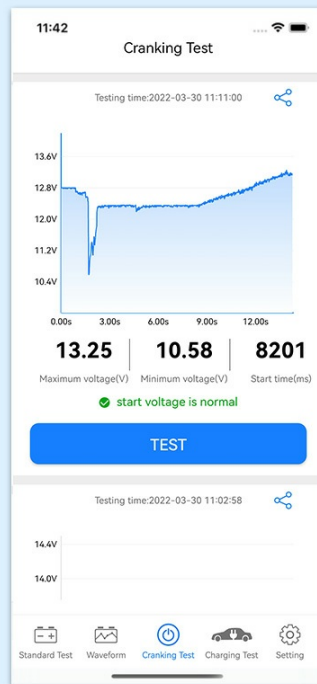 11:42
Cranking Test
Testing time:2022-03-30 11:11:00
13.6V
12.8V
12.0V
11.2V
10.4V
0.00s 3.00s 6.00s 9.00s 12.00s
13.25 10.58 8201
Maximum voltage(V) Minimum voltage(V) Start time(ms)
start voltage is normal
TEST
Testing time:2022-03-30 11:02:58
14.4V
14.0V
Standard Test Waveform Cranking Test Charging Test Setting